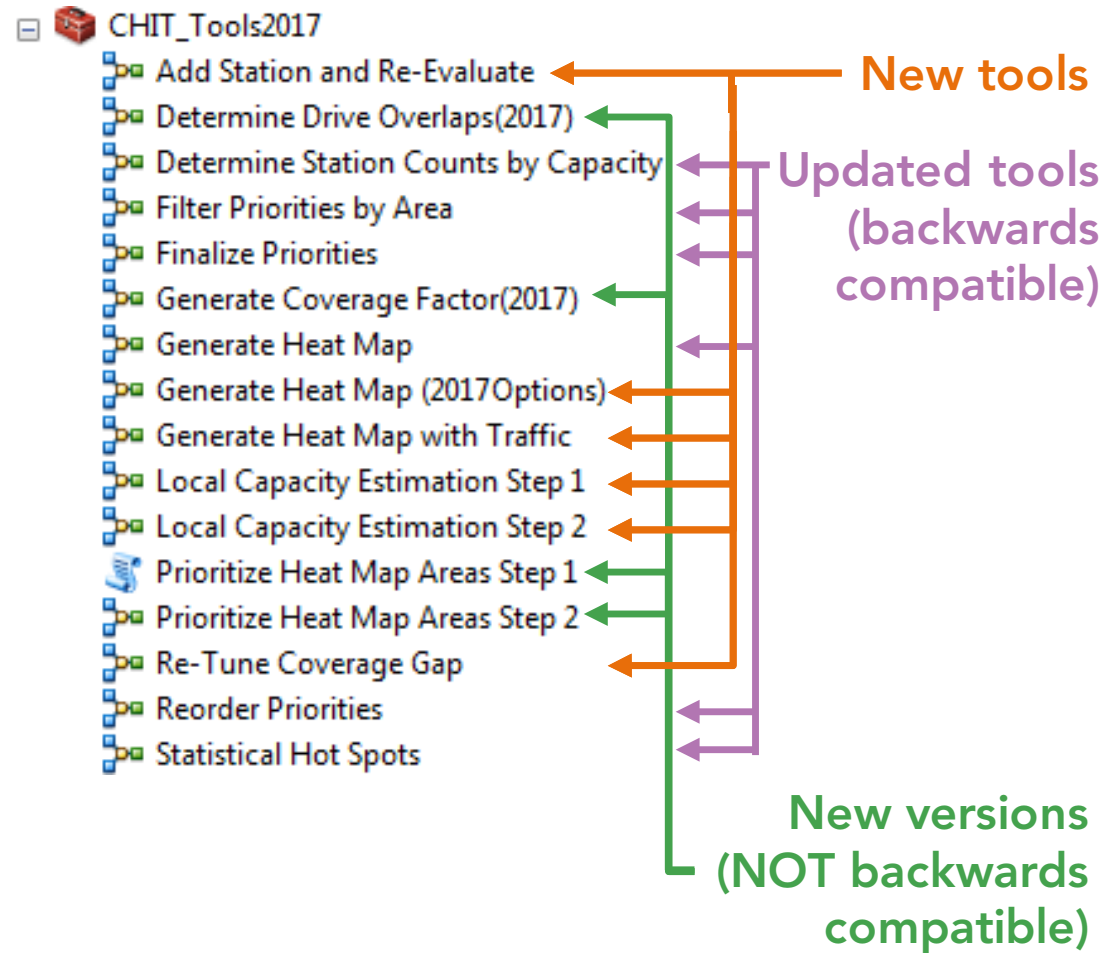 CHIT_Tools2017
Add Station and Re-Evaluate
New tools
Determine Drive Overlaps(2017)
Determine Station Counts by Capacity
Updated tools
(backwards
compatible)
Filter Priorities by Area
Finalize Priorities
Generate Coverage Factor(2017)
Generate Heat Map
Generate Heat Map (2017Options)
Generate Heat Map with Traffic
Local Capacity Estimation Step 1
Local Capacity Estimation Step 2
Prioritize Heat Map Areas Step 1
Prioritize Heat Map Areas Step 2
Re-Tune Coverage Gap
Reorder Priorities
Statistical Hot Spots
New versions
(NOT backwards
compatible)